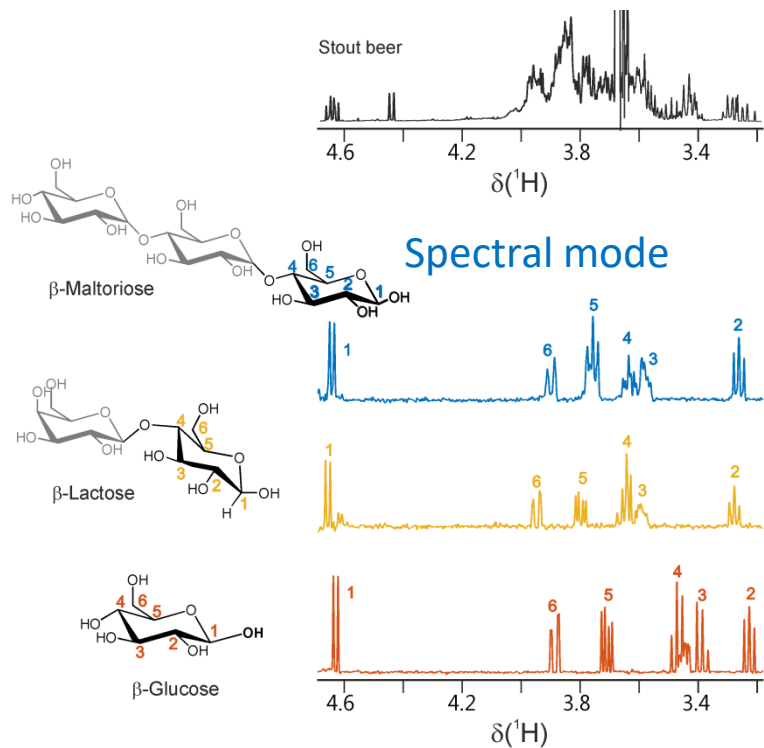 Stout beer
4.6 4.2 3.8 3.4
δ(¹H)
OH
HO O
HO OH OH
O O
HO OH
O
OH
6
4 5 O
HO 3 2 1 OH
OH
β-Maltoriose
Spectral mode
1 6 5 4 3 2
OH OH
O
HO OH
O
4 OH
6
5
HO O
3
HO 2 OH
1
H
β-Lactose
1 6 5 4 3 2
OH
6
4 5 O
HO
HO 3 2 1 OH
OH
β-Glucose
1 6 5 4 3 2
4.6 4.2 3.8 3.4
δ(¹H)